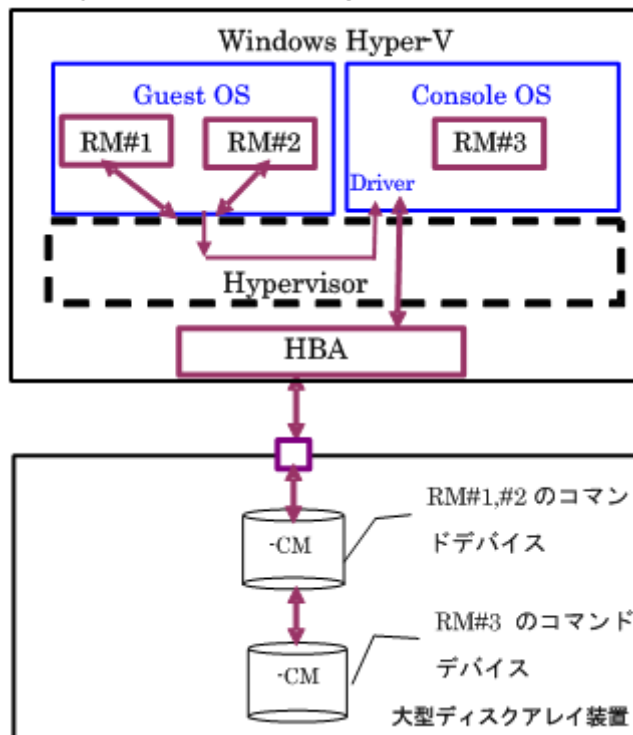 Windows Hyper-V
Guest OS
Console OS
RM#1
RM#2
RM#3
Driver
Hypervisor
HBA
-CM
RM#1,#2 のコマン
ドデバイス
-CM
RM#3 のコマンド
デバイス
大型ディスクアレイ装置